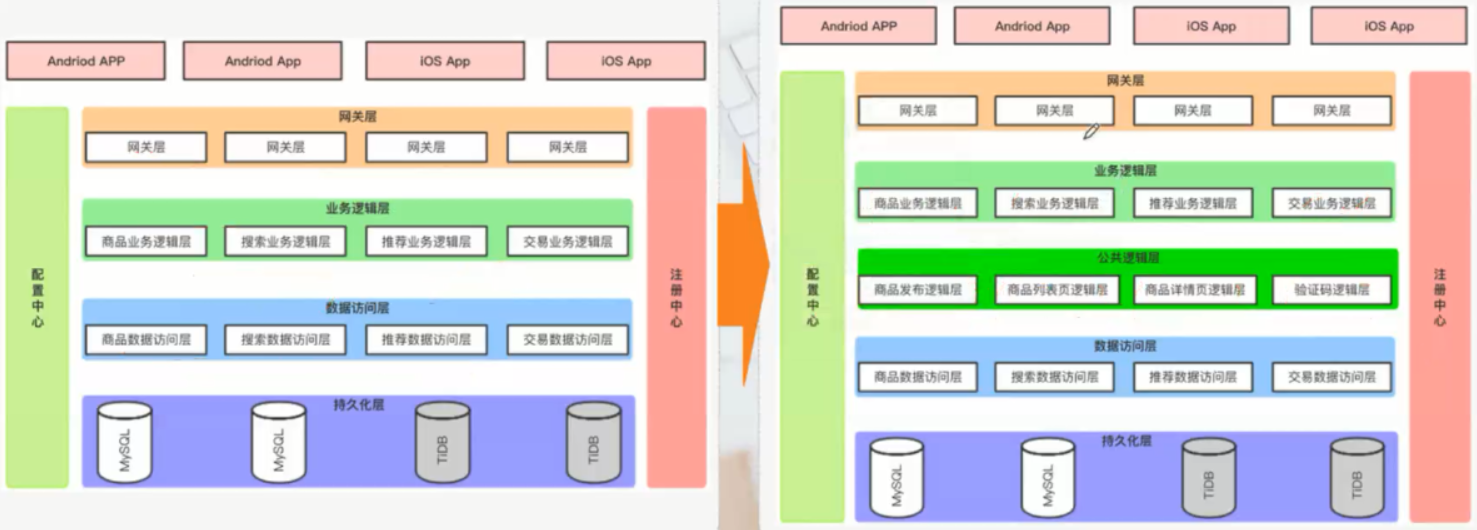 Andriod APP
Andriod App
iOS App
iOS App
配置中心
网关层
网关层
网关层
网关层
网关层
业务逻辑层
商品业务逻辑层
搜索业务逻辑层
推荐业务逻辑层
交易业务逻辑层
数据访问层
商品数据访问层
搜索数据访问层
推荐数据访问层
交易数据访问层
持久化层
MySQL
MySQL
TiDB
TiDB
注册中心
Andriod APP
Andriod App
iOS App
iOS App
配置中心
网关层
网关层
网关层
网关层
网关层
业务逻辑层
商品业务逻辑层
搜索业务逻辑层
推荐业务逻辑层
交易业务逻辑层
公共逻辑层
商品发布逻辑层
商品列表页逻辑层
商品详情页逻辑层
验证码逻辑层
数据访问层
商品数据访问层
搜索数据访问层
推荐数据访问层
交易数据访问层
持久化层
MySQL
MySQL
TiDB
TiDB
注册中心